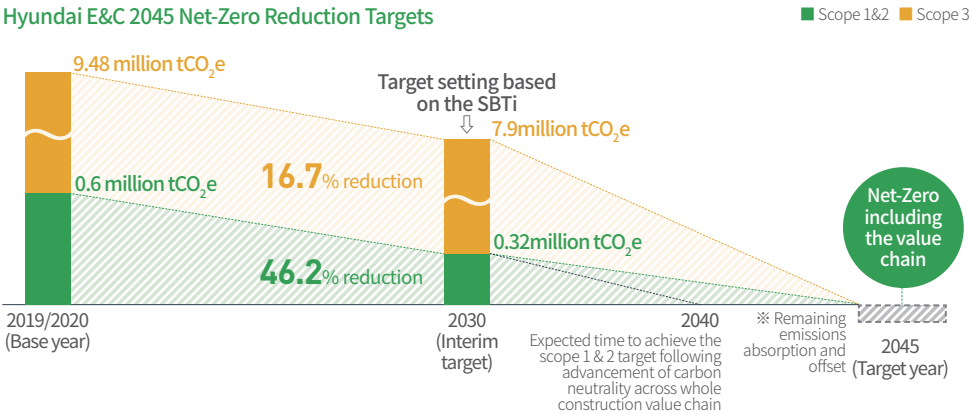 Hyundai E&C 2045 Net-Zero Reduction Targets
Scope 1&2
Scope 3
9.48 million tCO₂e
Target setting based
on the SBTi
7.9million tCO₂e
16.7% reduction
0.6 million tCO₂e
0.32million tCO₂e
46.2% reduction
Net-Zero
including
the value
chain
2019/2020
(Base year)
2030
(Interim
target)
2040
Expected time to achieve the
scope 1 & 2 target following
advancement of carbon
neutrality across whole
construction value chain
※ Remaining
emissions
absorption and
offset
2045
(Target year)